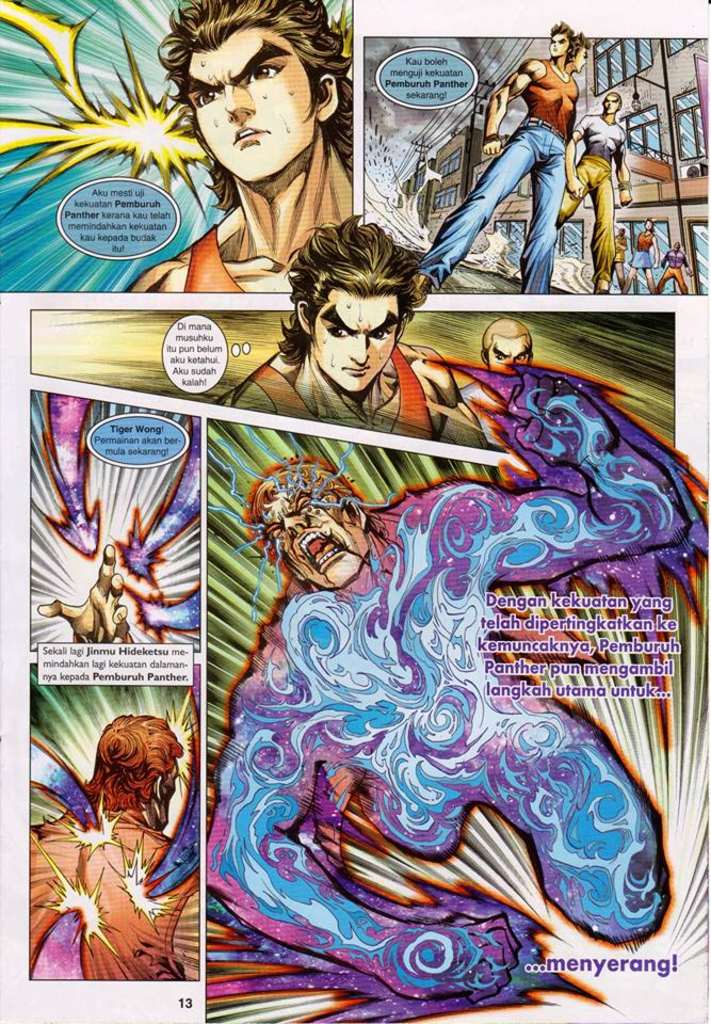 Aku mesti uji
kekuatan Pemburuh
Panther kerana kau telah
memindahkan kekuatan
kau kepada budak
itu!
Kau boleh
menguji kekuatan
Pemburuh Panther
sekarang!
Di mana
musuhku
itu pun belum
aku ketahui.
Aku sudah
kalah!
Tiger Wong!
Permainan akan ber-
mula sekarang!
Sekali lagi Jinmu Hideketsu me-
mindahkan lagi kekuatan dalaman-
nya kepada Pemburuh Panther.
Dengan kekuatan yang
telah dipertingkatkan ke
kemuncaknya, Pemburuh
Panther pun mengambil
langkah utama untuk...
...menyerang!
13